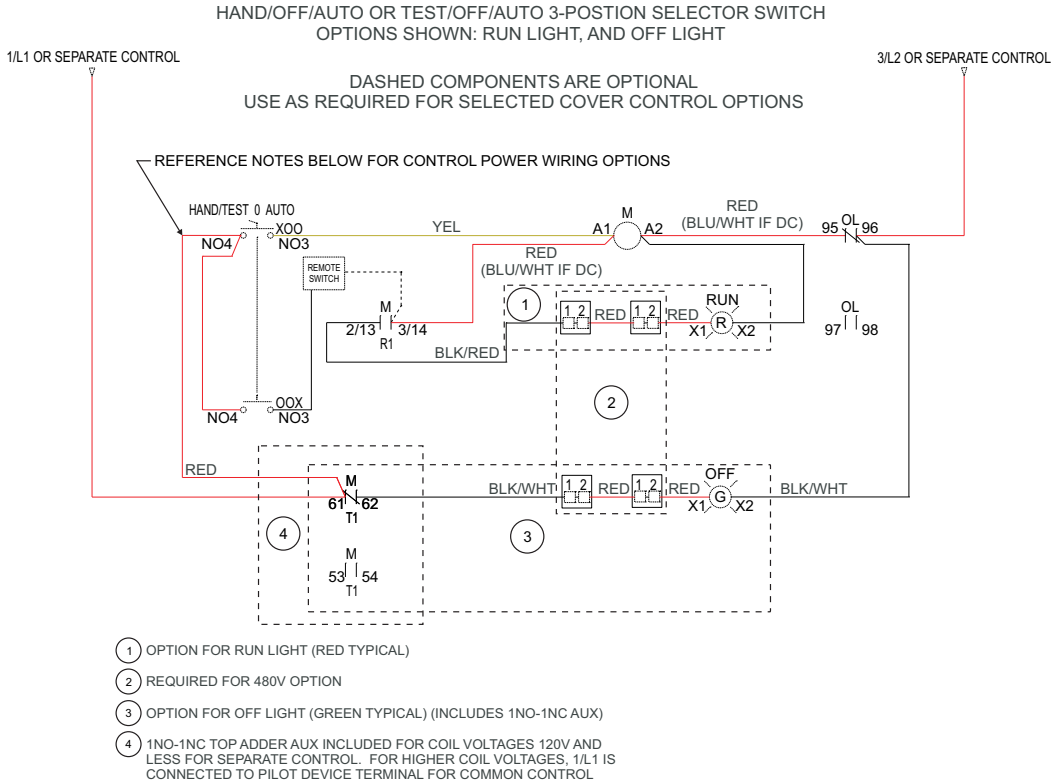 HAND/OFF/AUTO OR TEST/OFF/AUTO 3-POSTION SELECTOR SWITCH
OPTIONS SHOWN: RUN LIGHT, AND OFF LIGHT
1/L1 OR SEPARATE CONTROL
3/L2 OR SEPARATE CONTROL
DASHED COMPONENTS ARE OPTIONAL
USE AS REQUIRED FOR SELECTED COVER CONTROL OPTIONS
REFERENCE NOTES BELOW FOR CONTROL POWER WIRING OPTIONS
HAND/TEST 0 AUTO
XOO
NO4
NO3
YEL
M
A1
A2
RED
(BLU/WHT IF DC)
OL
95
96
RED
(BLU/WHT IF DC)
REMOTE
SWITCH
M
2/13
3/14
R1
BLK/RED
1
1 2
RED
1 2
RED
RUN
R
X1
X2
OL
97
98
2
OOX
NO4
NO3
RED
M
61
62
T1
BLK/WHT
1 2
RED
1 2
RED
OFF
G
X1
X2
BLK/WHT
4
3
M
53
54
T1
1 OPTION FOR RUN LIGHT (RED TYPICAL)
2 REQUIRED FOR 480V OPTION
3 OPTION FOR OFF LIGHT (GREEN TYPICAL) (INCLUDES 1NO-1NC AUX)
4 1NO-1NC TOP ADDER AUX INCLUDED FOR COIL VOLTAGES 120V AND
LESS FOR SEPARATE CONTROL. FOR HIGHER COIL VOLTAGES, 1/L1 IS
CONNECTED TO PILOT DEVICE TERMINAL FOR COMMON CONTROL